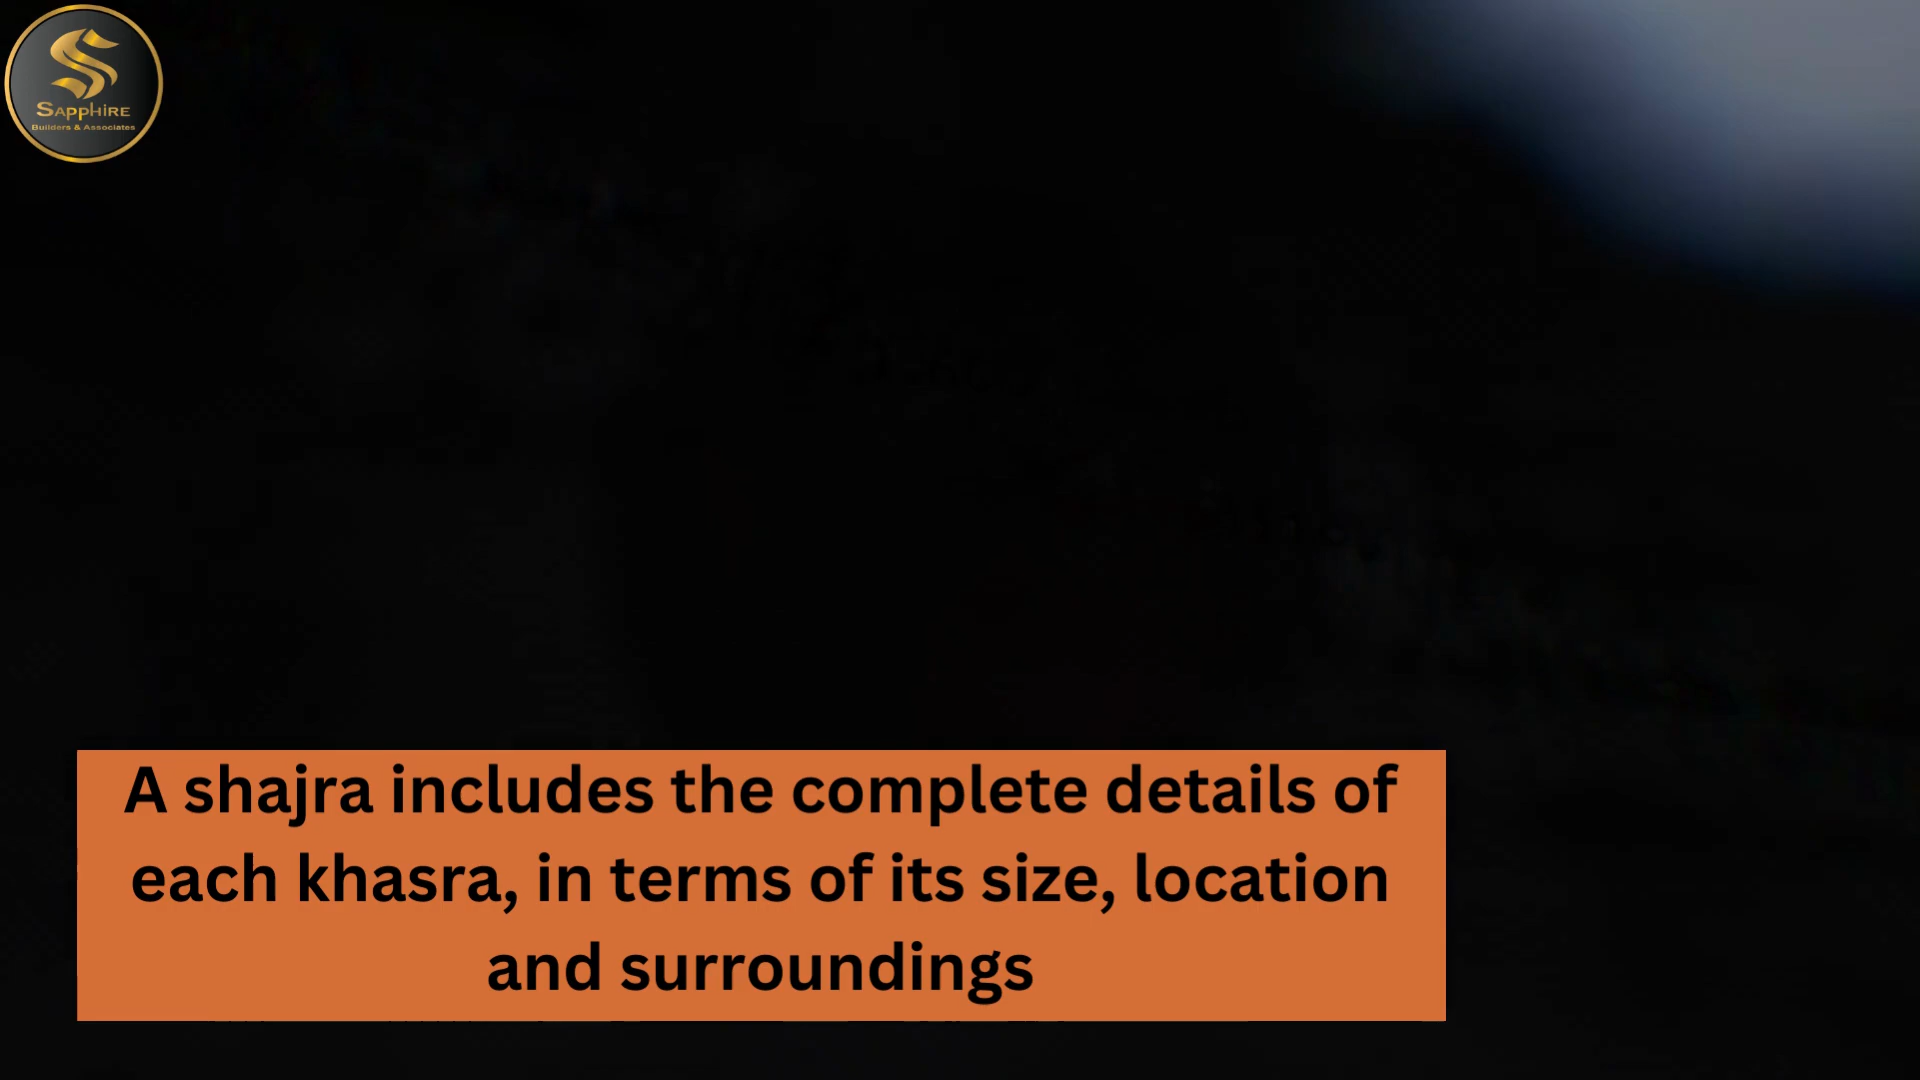 SAPPHIRE
Builders & Associates
A shajra includes the complete details of
each khasra, in terms of its size, location
and surroundings